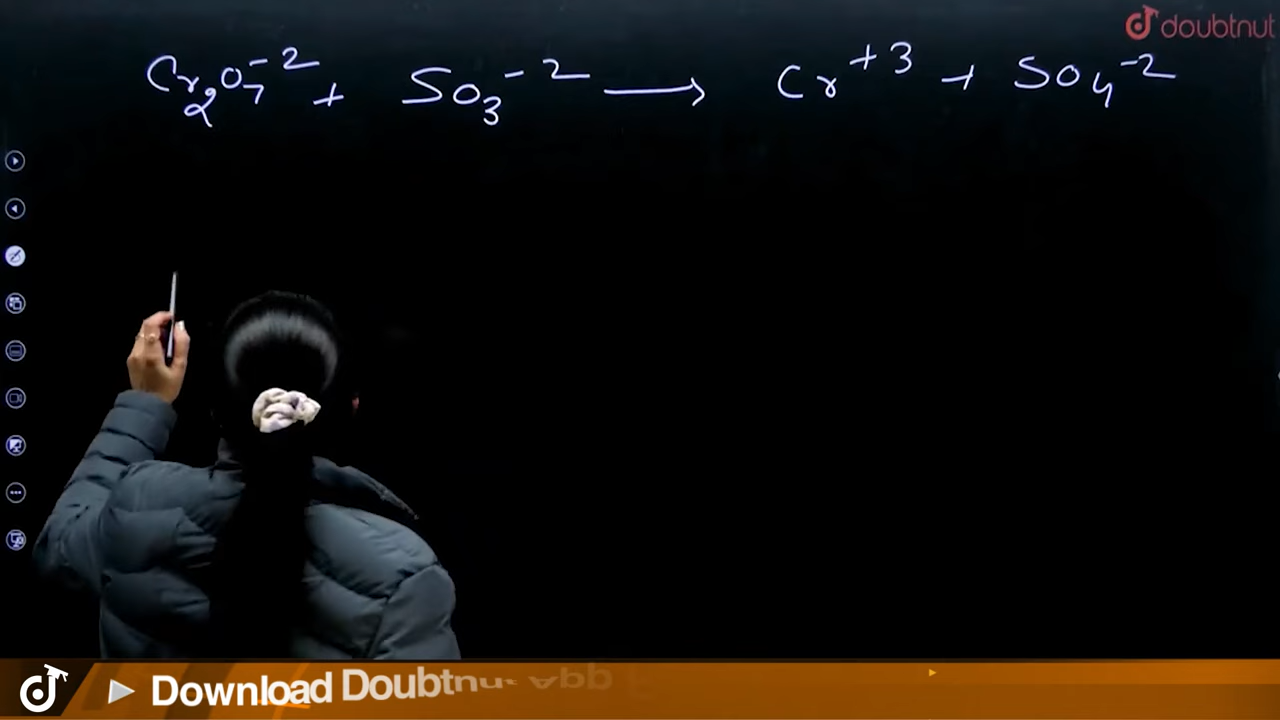 doubtnut
Cr₂O₇⁻² + SO₃⁻² ⟶ Cr⁺³ + SO₄⁻²
Download Doubtnut App